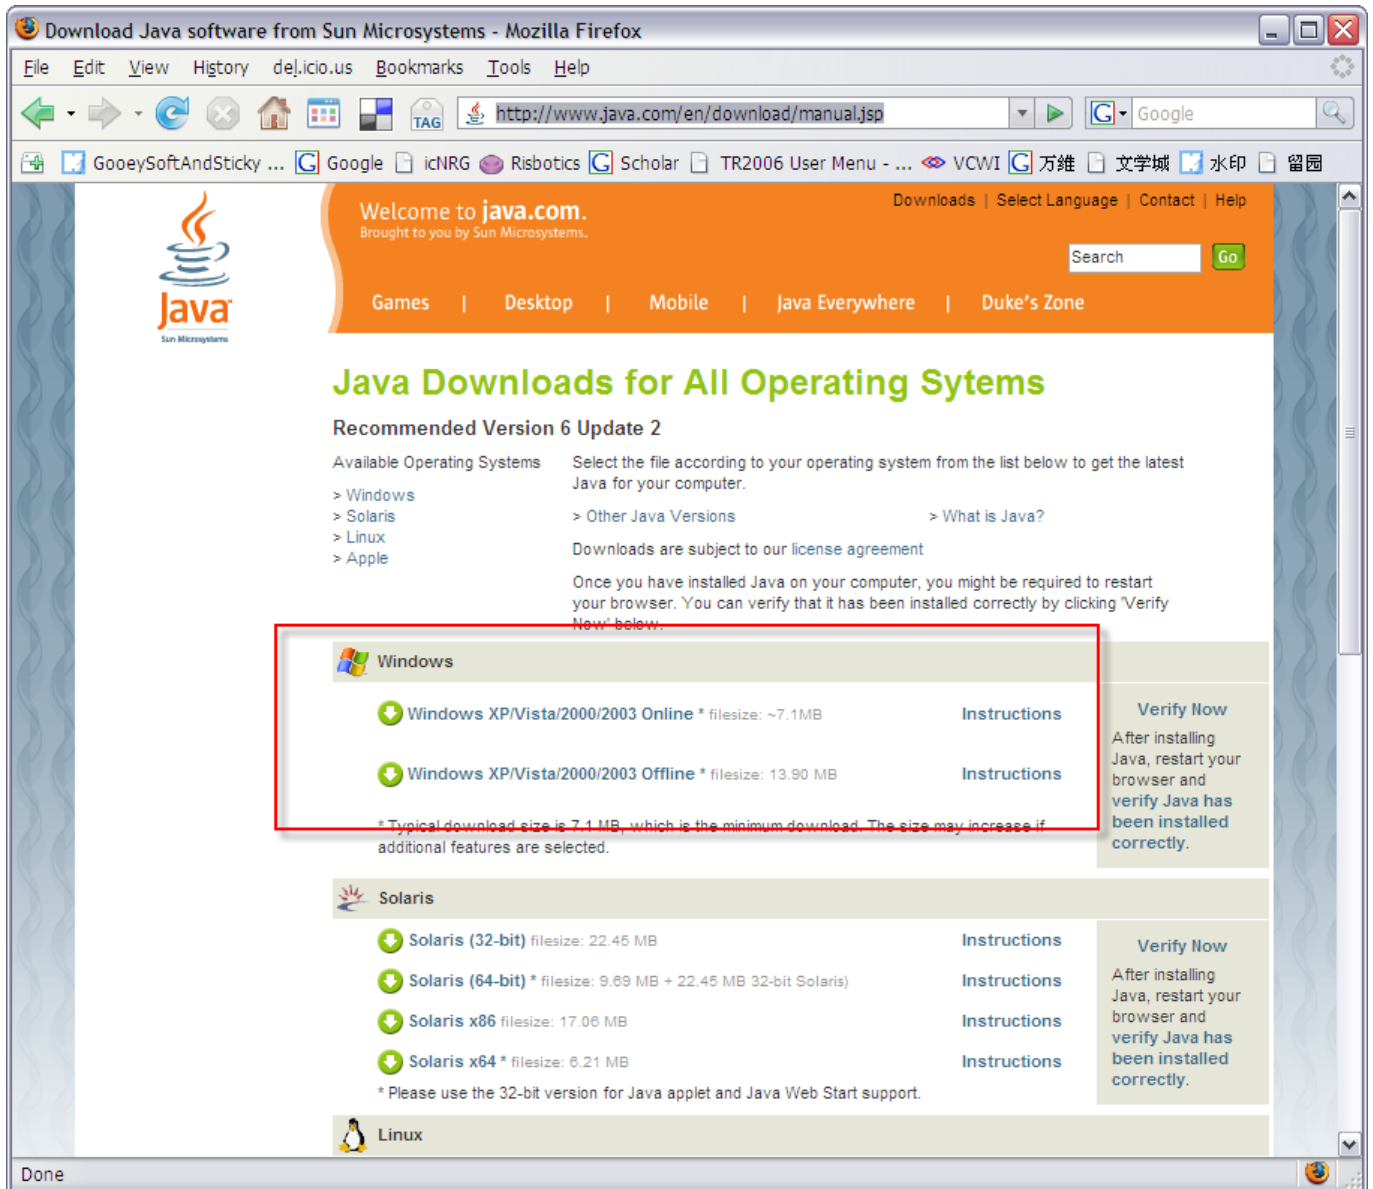 Download Java software from Sun Microsystems - Mozilla Firefox
File Edit View History del.icio.us Bookmarks Tools Help
TAG http://www.java.com/en/download/manual.jsp G Google
GooeySoftAndSticky ... G Google icNRG Risbotics G Scholar TR2006 User Menu - ... VCWI G 万维 文学城 水印 留园
Downloads | Select Language | Contact | Help
Welcome to java.com.
Brought to you by Sun Microsystems.
Search Go
Java
Sun Microsystems
Games | Desktop | Mobile | Java Everywhere | Duke's Zone
Java Downloads for All Operating Sytems
Recommended Version 6 Update 2
Available Operating Systems
> Windows
> Solaris
> Linux
> Apple
Select the file according to your operating system from the list below to get the latest
Java for your computer.
> Other Java Versions > What is Java?
Downloads are subject to our license agreement
Once you have installed Java on your computer, you might be required to restart
your browser. You can verify that it has been installed correctly by clicking 'Verify
Now' below.
Windows
Windows XP/Vista/2000/2003 Online * filesize: ~7.1MB Instructions
Windows XP/Vista/2000/2003 Offline * filesize: 13.90 MB Instructions
* Typical download size is 7.1 MB, which is the minimum download. The size may increase if
additional features are selected.
Verify Now
After installing
Java, restart your
browser and
verify Java has
been installed
correctly.
Solaris
Solaris (32-bit) filesize: 22.45 MB Instructions
Solaris (64-bit) * filesize: 9.69 MB + 22.45 MB 32-bit Solaris) Instructions
Solaris x86 filesize: 17.06 MB Instructions
Solaris x64 * filesize: 6.21 MB Instructions
* Please use the 32-bit version for Java applet and Java Web Start support.
Verify Now
After installing
Java, restart your
browser and
verify Java has
been installed
correctly.
Linux
Done